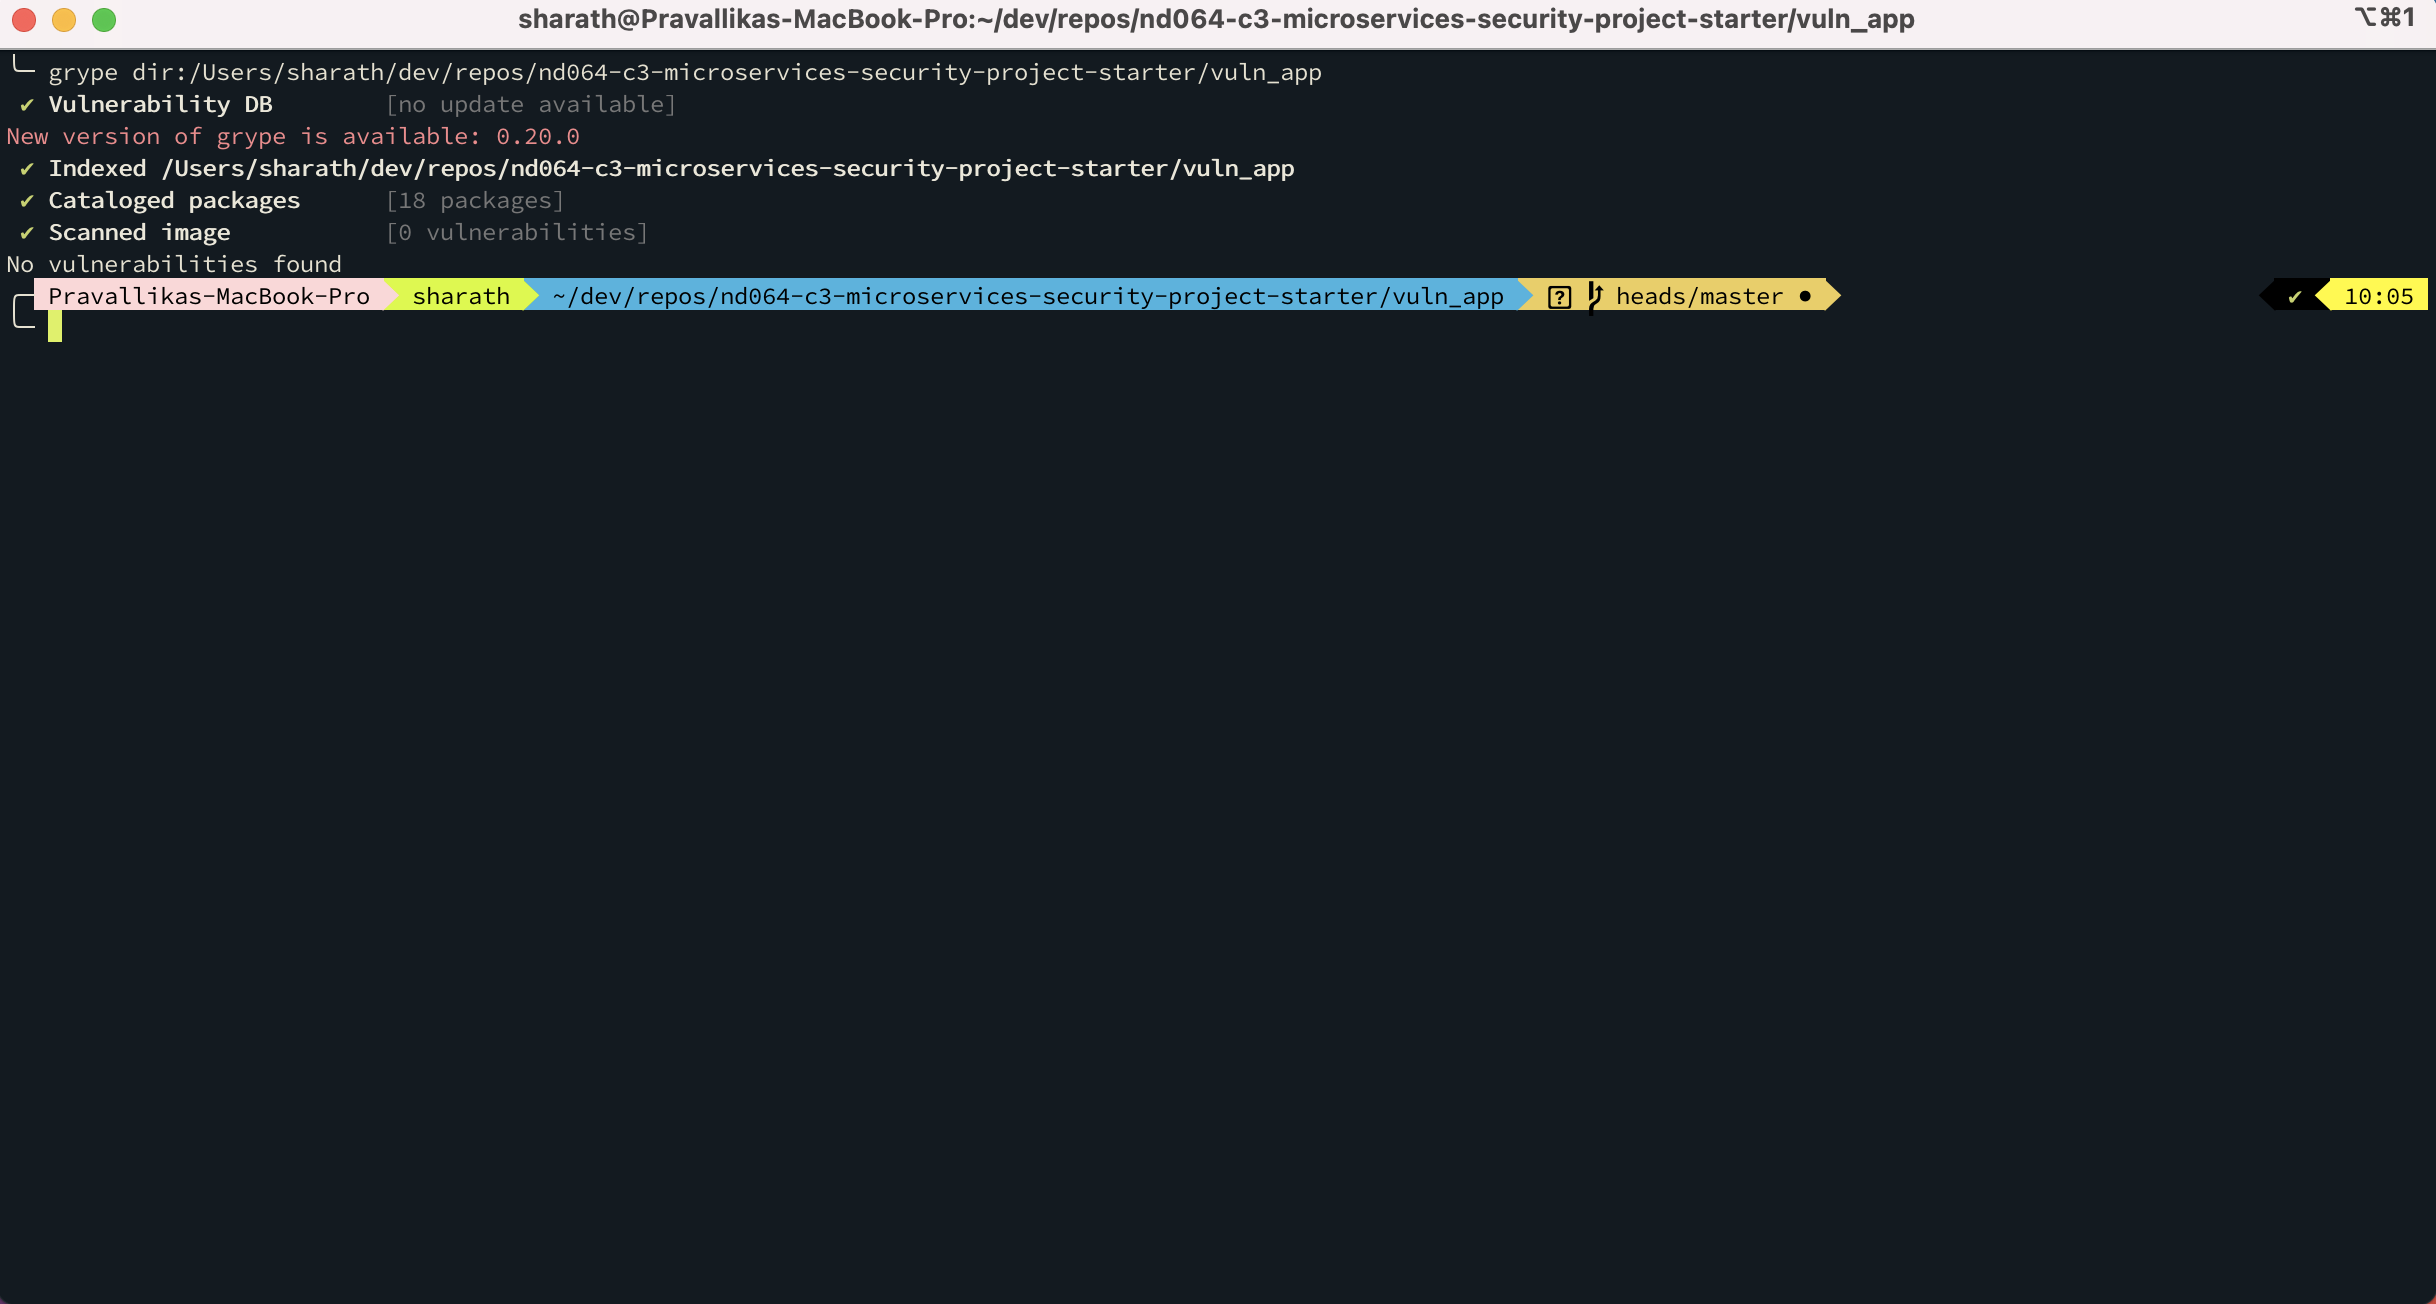 sharath@Pravallikas-MacBook-Pro:~/dev/repos/nd064-c3-microservices-security-project-starter/vuln_app ⌥⌘1
grype dir:/Users/sharath/dev/repos/nd064-c3-microservices-security-project-starter/vuln_app
✔ Vulnerability DB [no update available]
New version of grype is available: 0.20.0
✔ Indexed /Users/sharath/dev/repos/nd064-c3-microservices-security-project-starter/vuln_app
✔ Cataloged packages [18 packages]
✔ Scanned image [0 vulnerabilities]
No vulnerabilities found
Pravallikas-MacBook-Pro sharath ~/dev/repos/nd064-c3-microservices-security-project-starter/vuln_app ? heads/master ● ✔ 10:05